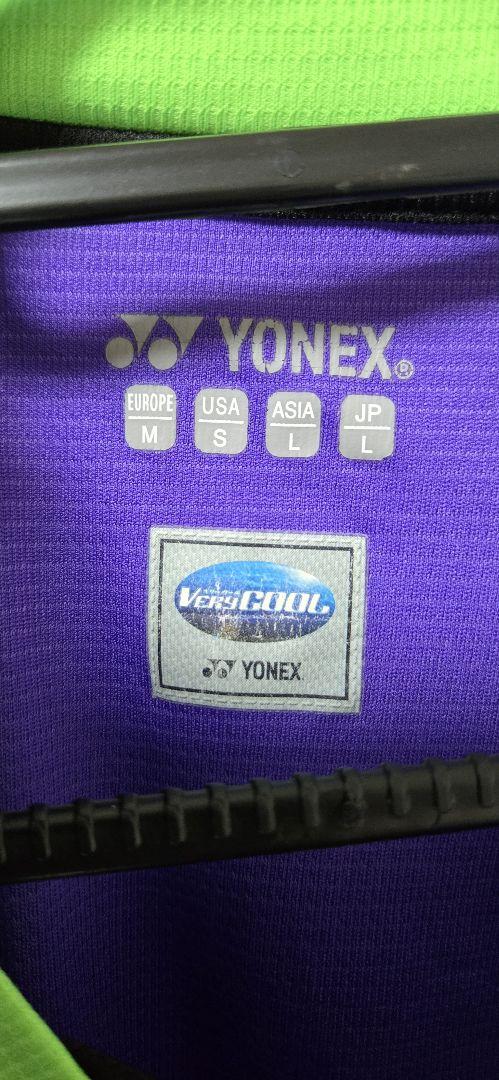 YONEX®
EUROPE USA ASIA JP
M S L L
VERYCOOL
YONEX